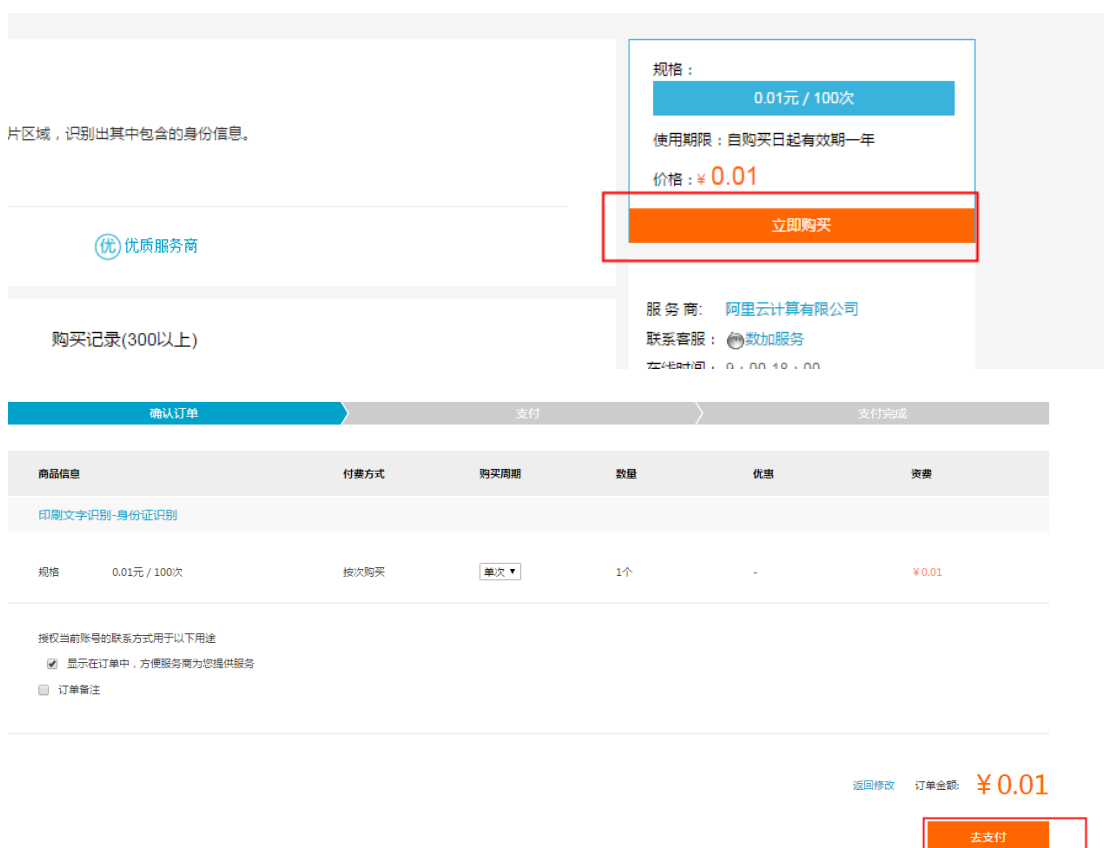 规格：
0.01元 / 100次
片区域，识别出其中包含的身份信息。
使用期限：自购买日起有效期一年
价格：¥ 0.01
立即购买
优 优质服务商
服 务 商: 阿里云计算有限公司
购买记录(300以上)
联系客服： 数加服务
在线时间： 9：00-18：00
确认订单 支付 支付完成
商品信息 付费方式 购买周期 数量 优惠 资费
印刷文字识别-身份证识别
规格 0.01元 / 100次 按次购买 单次 1个 - ¥ 0.01
授权当前账号的联系方式用于以下用途
显示在订单中，方便服务商为您提供服务
订单备注
返回修改 订单金额: ¥ 0.01
去支付